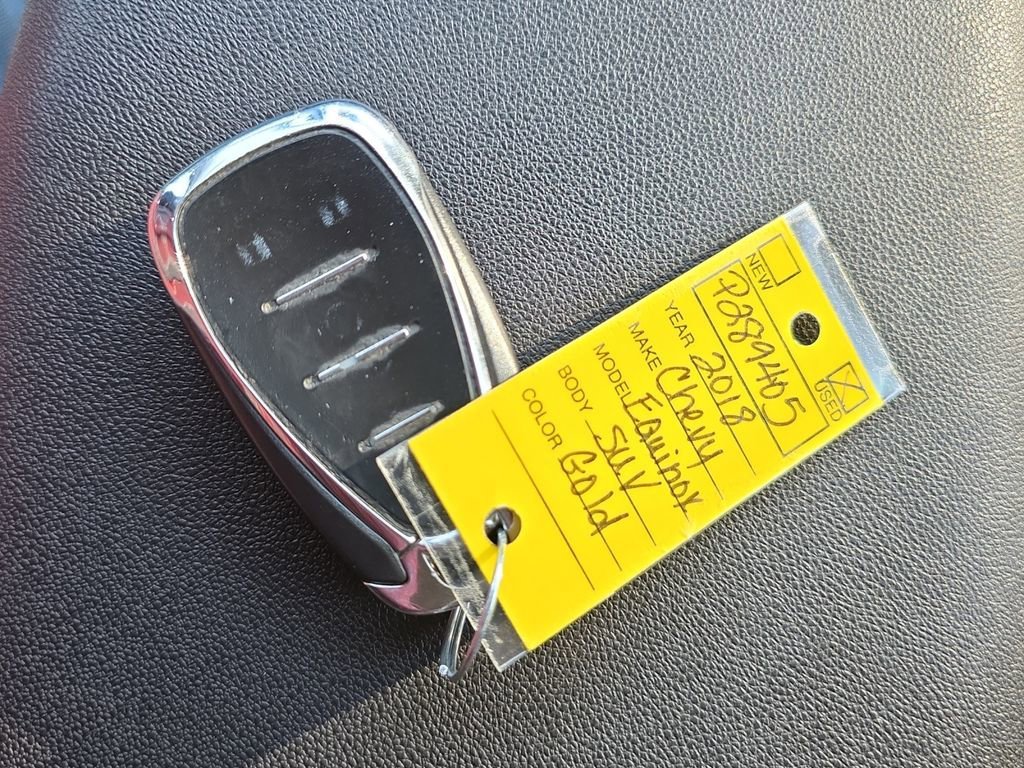 NEW
USED
P289405
YEAR 2018
MAKE Chevy
MODEL Equinox
BODY SUV
COLOR Gold